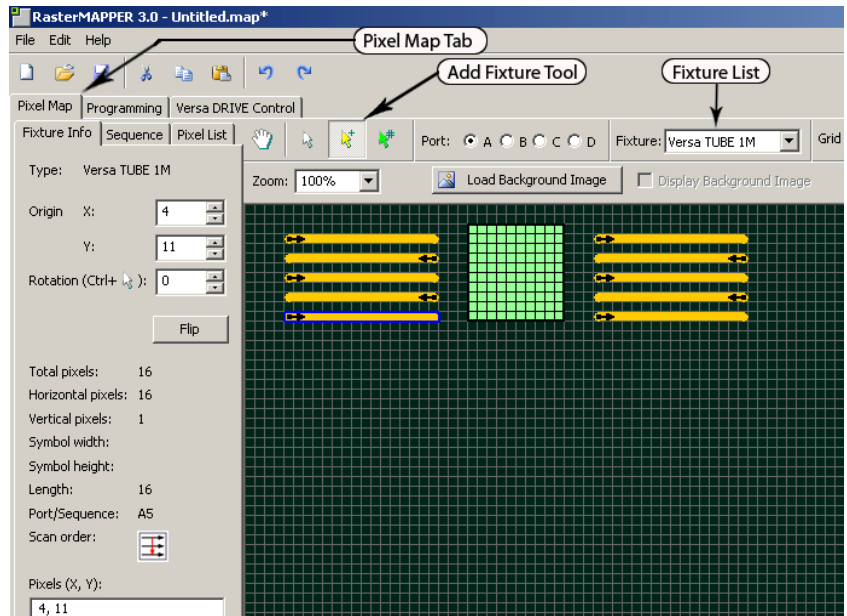 RasterMAPPER 3.0 - Untitled.map*
File Edit Help
Pixel Map Tab
Add Fixture Tool
Fixture List
Pixel Map Programming Versa DRIVE Control
Fixture Info Sequence Pixel List
Port: A B C D Fixture: Versa TUBE 1M Grid
Type: Versa TUBE 1M
Zoom: 100% Load Background Image Display Background Image
Origin X: 4
Y: 11
Rotation (Ctrl+ ): 0
Flip
Total pixels: 16
Horizontal pixels: 16
Vertical pixels: 1
Symbol width:
Symbol height:
Length: 16
Port/Sequence: A5
Scan order:
Pixels (X, Y):
4, 11